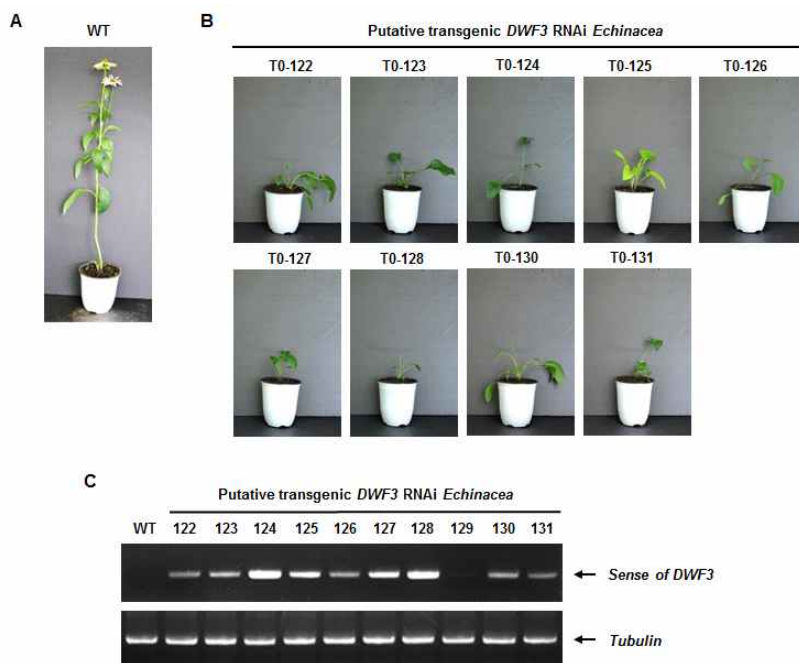 A
WT
B
Putative transgenic DWF3 RNAi Echinacea
T0-122 T0-123 T0-124 T0-125 T0-126
T0-127 T0-128 T0-130 T0-131
C
Putative transgenic DWF3 RNAi Echinacea
WT 122 123 124 125 126 127 128 129 130 131
Sense of DWF3
Tubulin